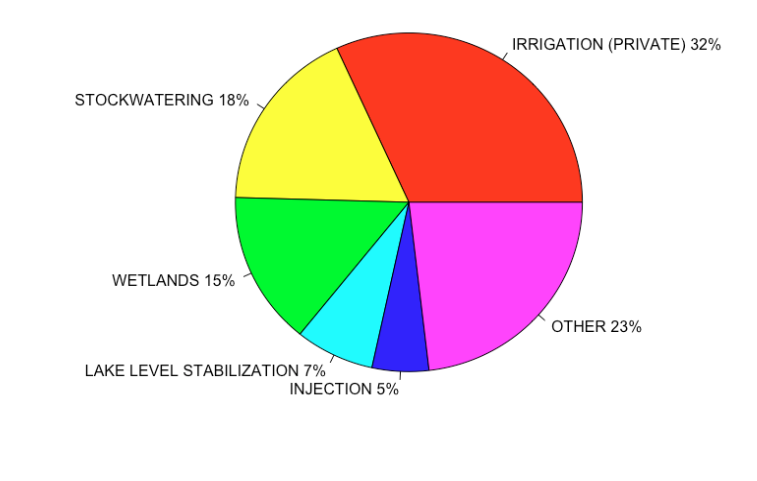 IRRIGATION (PRIVATE) 32%
STOCKWATERING 18%
WETLANDS 15%
OTHER 23%
LAKE LEVEL STABILIZATION 7%
INJECTION 5%